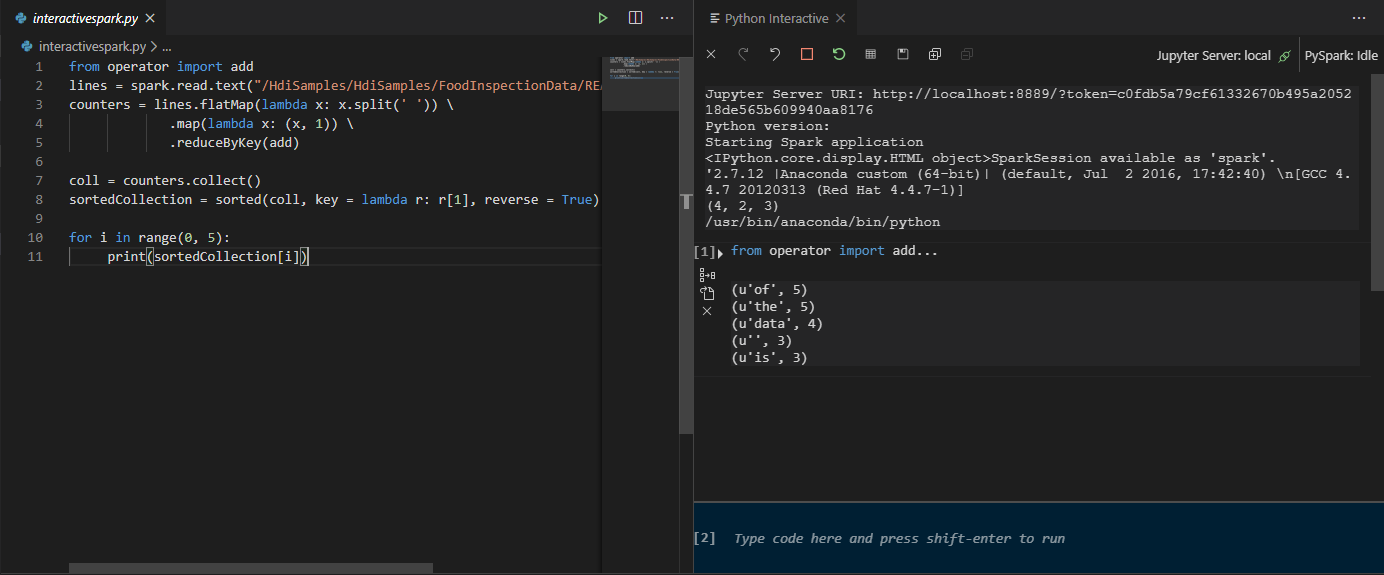 interactivespark.py
interactivespark.py > ...
1 from operator import add
2 lines = spark.read.text("/HdiSamples/HdiSamples/FoodInspectionData/REA
3 counters = lines.flatMap(lambda x: x.split(' ')) \
4 .map(lambda x: (x, 1)) \
5 .reduceByKey(add)
6
7 coll = counters.collect()
8 sortedCollection = sorted(coll, key = lambda r: r[1], reverse = True)
9
10 for i in range(0, 5):
11 print(sortedCollection[i])
Python Interactive
Jupyter Server: local
PySpark: Idle
Jupyter Server URI: http://localhost:8889/?token=c0fdb5a79cf61332670b495a2052
18de565b609940aa8176
Python version:
Starting Spark application
<IPython.core.display.HTML object>SparkSession available as 'spark'.
'2.7.12 |Anaconda custom (64-bit)| (default, Jul  2 2016, 17:42:40) \n[GCC 4.
4.7 20120313 (Red Hat 4.4.7-1)]
(4, 2, 3)
/usr/bin/anaconda/bin/python
[1] from operator import add...
(u'of', 5)
(u'the', 5)
(u'data', 4)
(u'', 3)
(u'is', 3)
[2] Type code here and press shift-enter to run